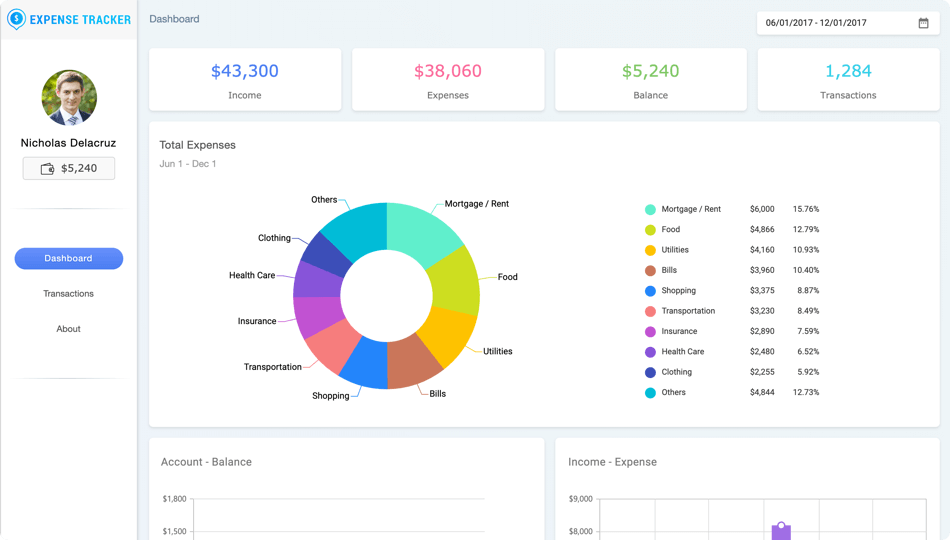 EXPENSE TRACKER
Dashboard
06/01/2017 - 12/01/2017
Nicholas Delacruz
$5,240
Dashboard
Transactions
About
$43,300
Income
$38,060
Expenses
$5,240
Balance
1,284
Transactions
Total Expenses
Jun 1 - Dec 1
Others
Mortgage / Rent
Clothing
Health Care
Food
Insurance
Utilities
Transportation
Shopping
Bills
Mortgage / Rent $6,000 15.76%
Food $4,866 12.79%
Utilities $4,160 10.93%
Bills $3,960 10.40%
Shopping $3,375 8.87%
Transportation $3,230 8.49%
Insurance $2,890 7.59%
Health Care $2,480 6.52%
Clothing $2,255 5.92%
Others $4,844 12.73%
Account - Balance
$1,800
$1,500
Income - Expense
$9,000
$8,000